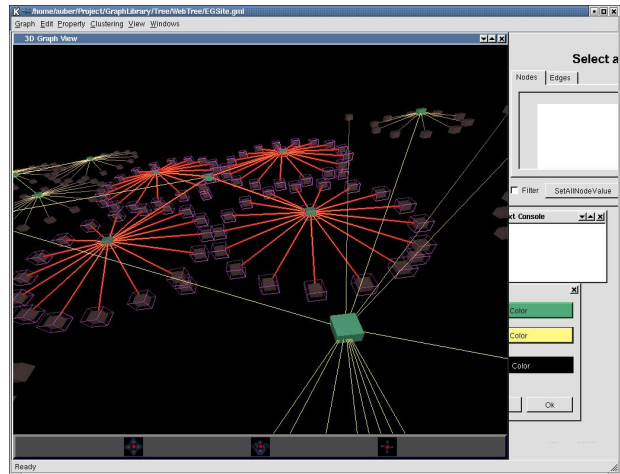 /home/auber/Project/GraphLibrary/Tree/WebTree/EGSite.gml
Graph Edit Property Clustering View Windows
3D Graph View
Select a
Nodes Edges
Filter SetAllNodeValue
xt Console
Color
Color
Color
Ok
Ready